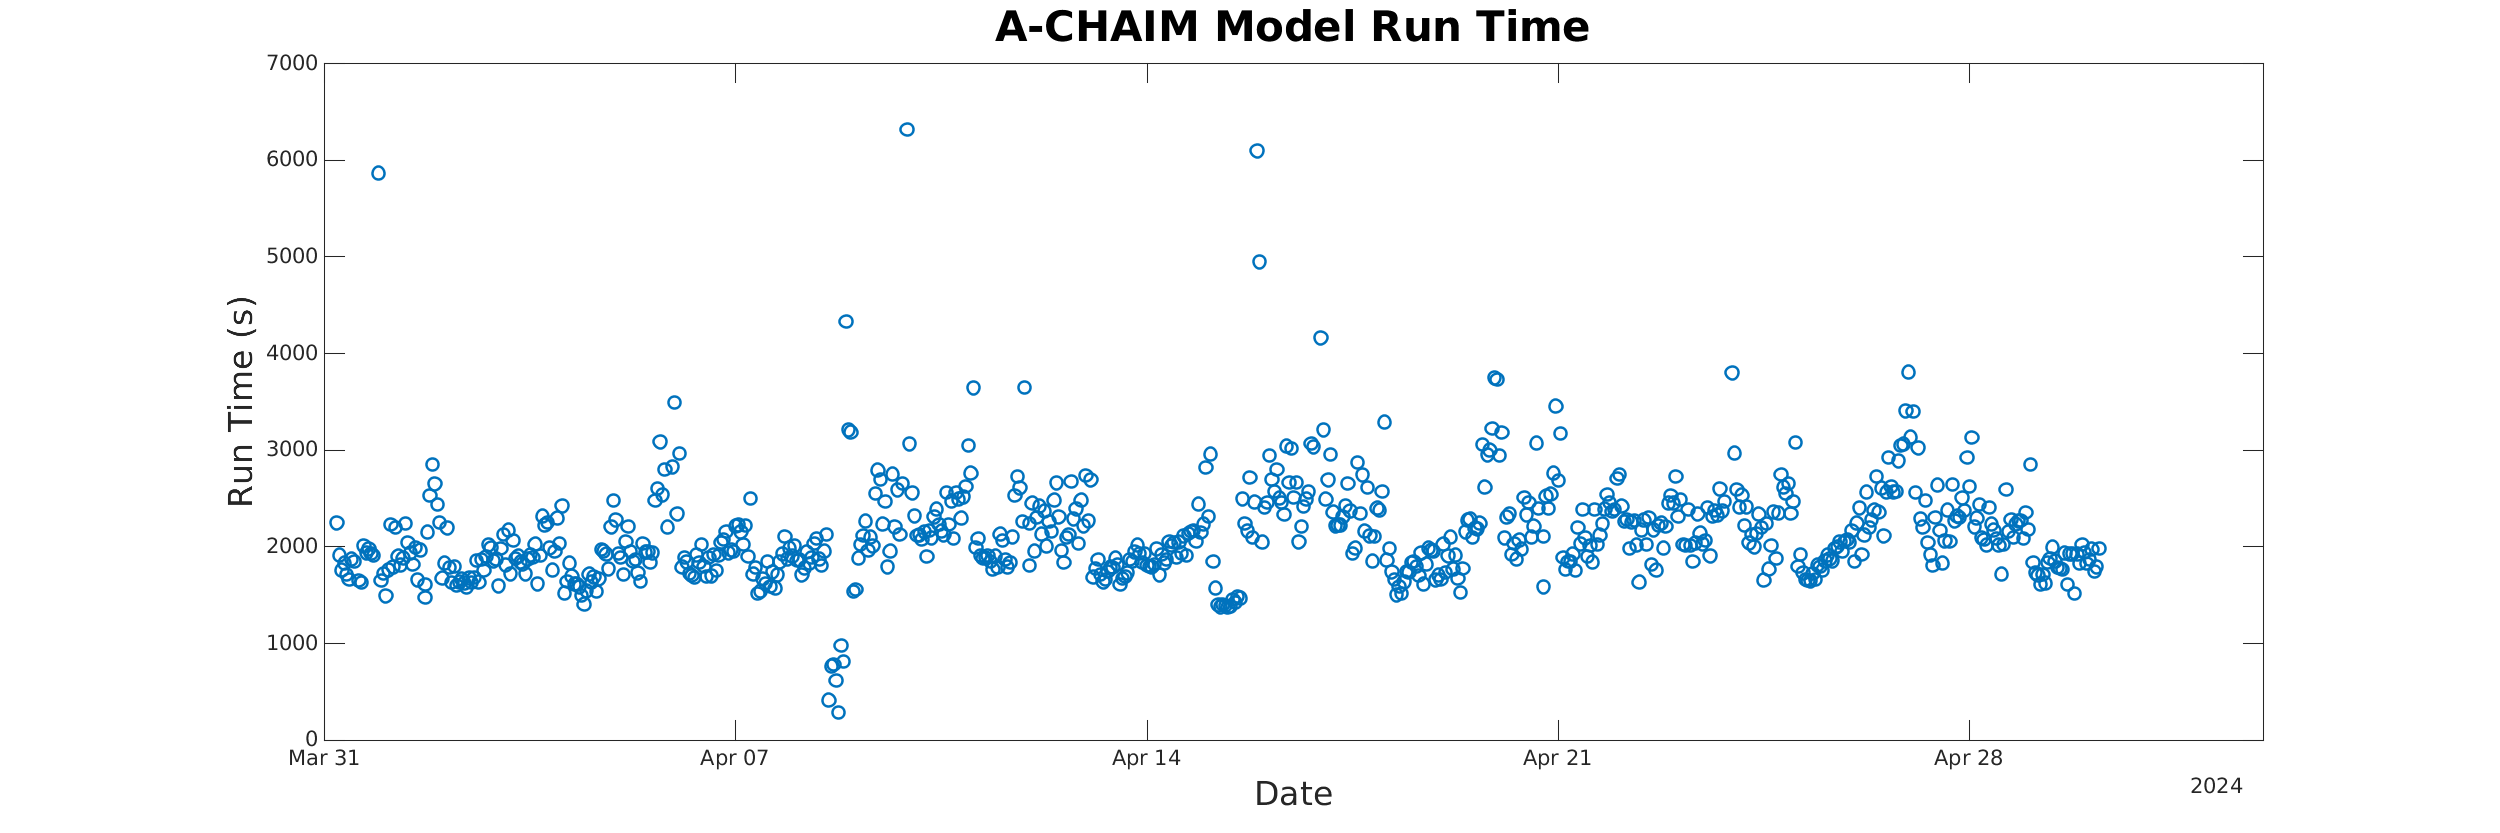 A-CHAIM Model Run Time
7000
6000
5000
4000
3000
2000
1000
0
Run Time (s)
Mar 31 Apr 07 Apr 14 Apr 21 Apr 28
2024
Date